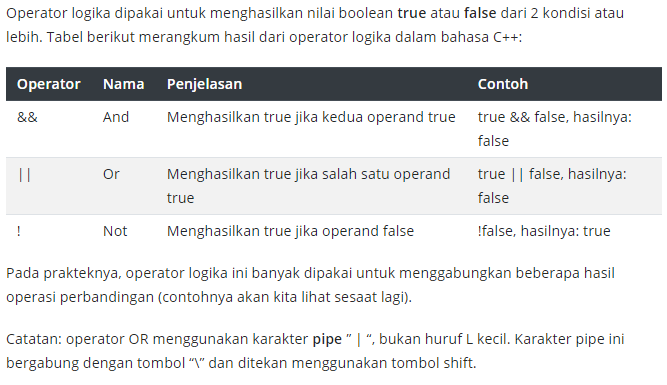 Operator logika dipakai untuk menghasilkan nilai boolean true atau false dari 2 kondisi atau
lebih. Tabel berikut merangkum hasil dari operator logika dalam bahasa C++:
Operator Nama Penjelasan Contoh
&& And Menghasilkan true jika kedua operand true true && false, hasilnya:
false
|| Or Menghasilkan true jika salah satu operand true || false, hasilnya:
true false
! Not Menghasilkan true jika operand false !false, hasilnya: true
Pada prakteknya, operator logika ini banyak dipakai untuk menggabungkan beberapa hasil
operasi perbandingan (contohnya akan kita lihat sesaat lagi).
Catatan: operator OR menggunakan karakter pipe ” | “, bukan huruf L kecil. Karakter pipe ini
bergabung dengan tombol “\” dan ditekan menggunakan tombol shift.